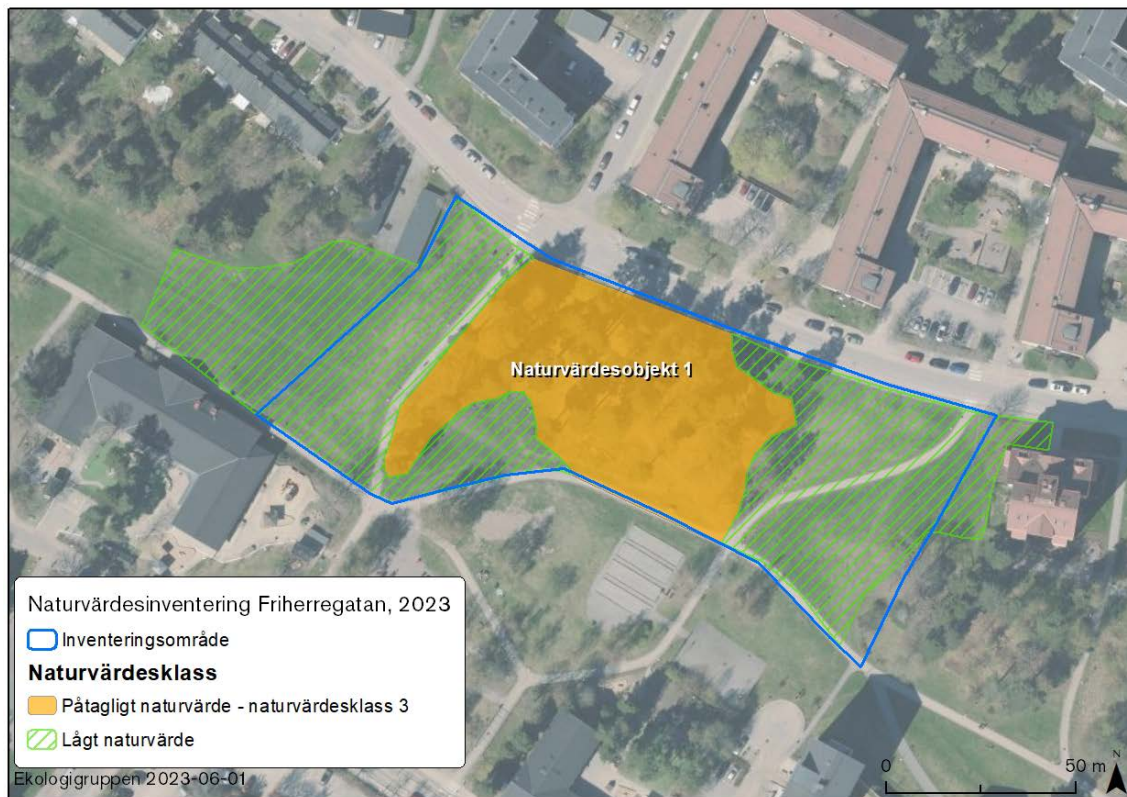 Naturvärdesobjekt 1
Naturvärdesinventering Friherregatan, 2023
Inventeringsområde
Naturvärdesklass
Påtagligt naturvärde - naturvärdesklass 3
Lågt naturvärde
Ekologigruppen 2023-06-01
0 50 m
N